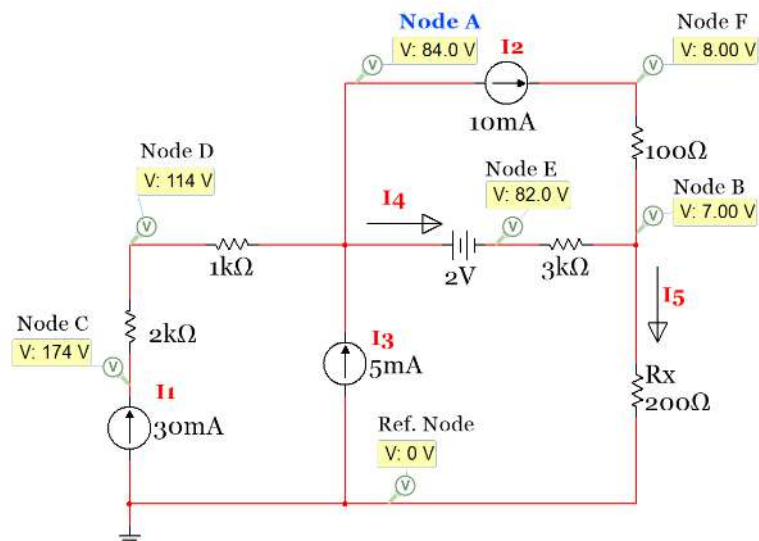 Node A
V: 84.0 V
I2
10mA
Node F
V: 8.00 V
100Ω
Node D
V: 114 V
Node E
V: 82.0 V
Node B
V: 7.00 V
I4
1kΩ
2V
3kΩ
I5
Node C
V: 174 V
2kΩ
I3
5mA
Rx
200Ω
I1
30mA
Ref. Node
V: 0 V
V
V
V
V
V
V
V